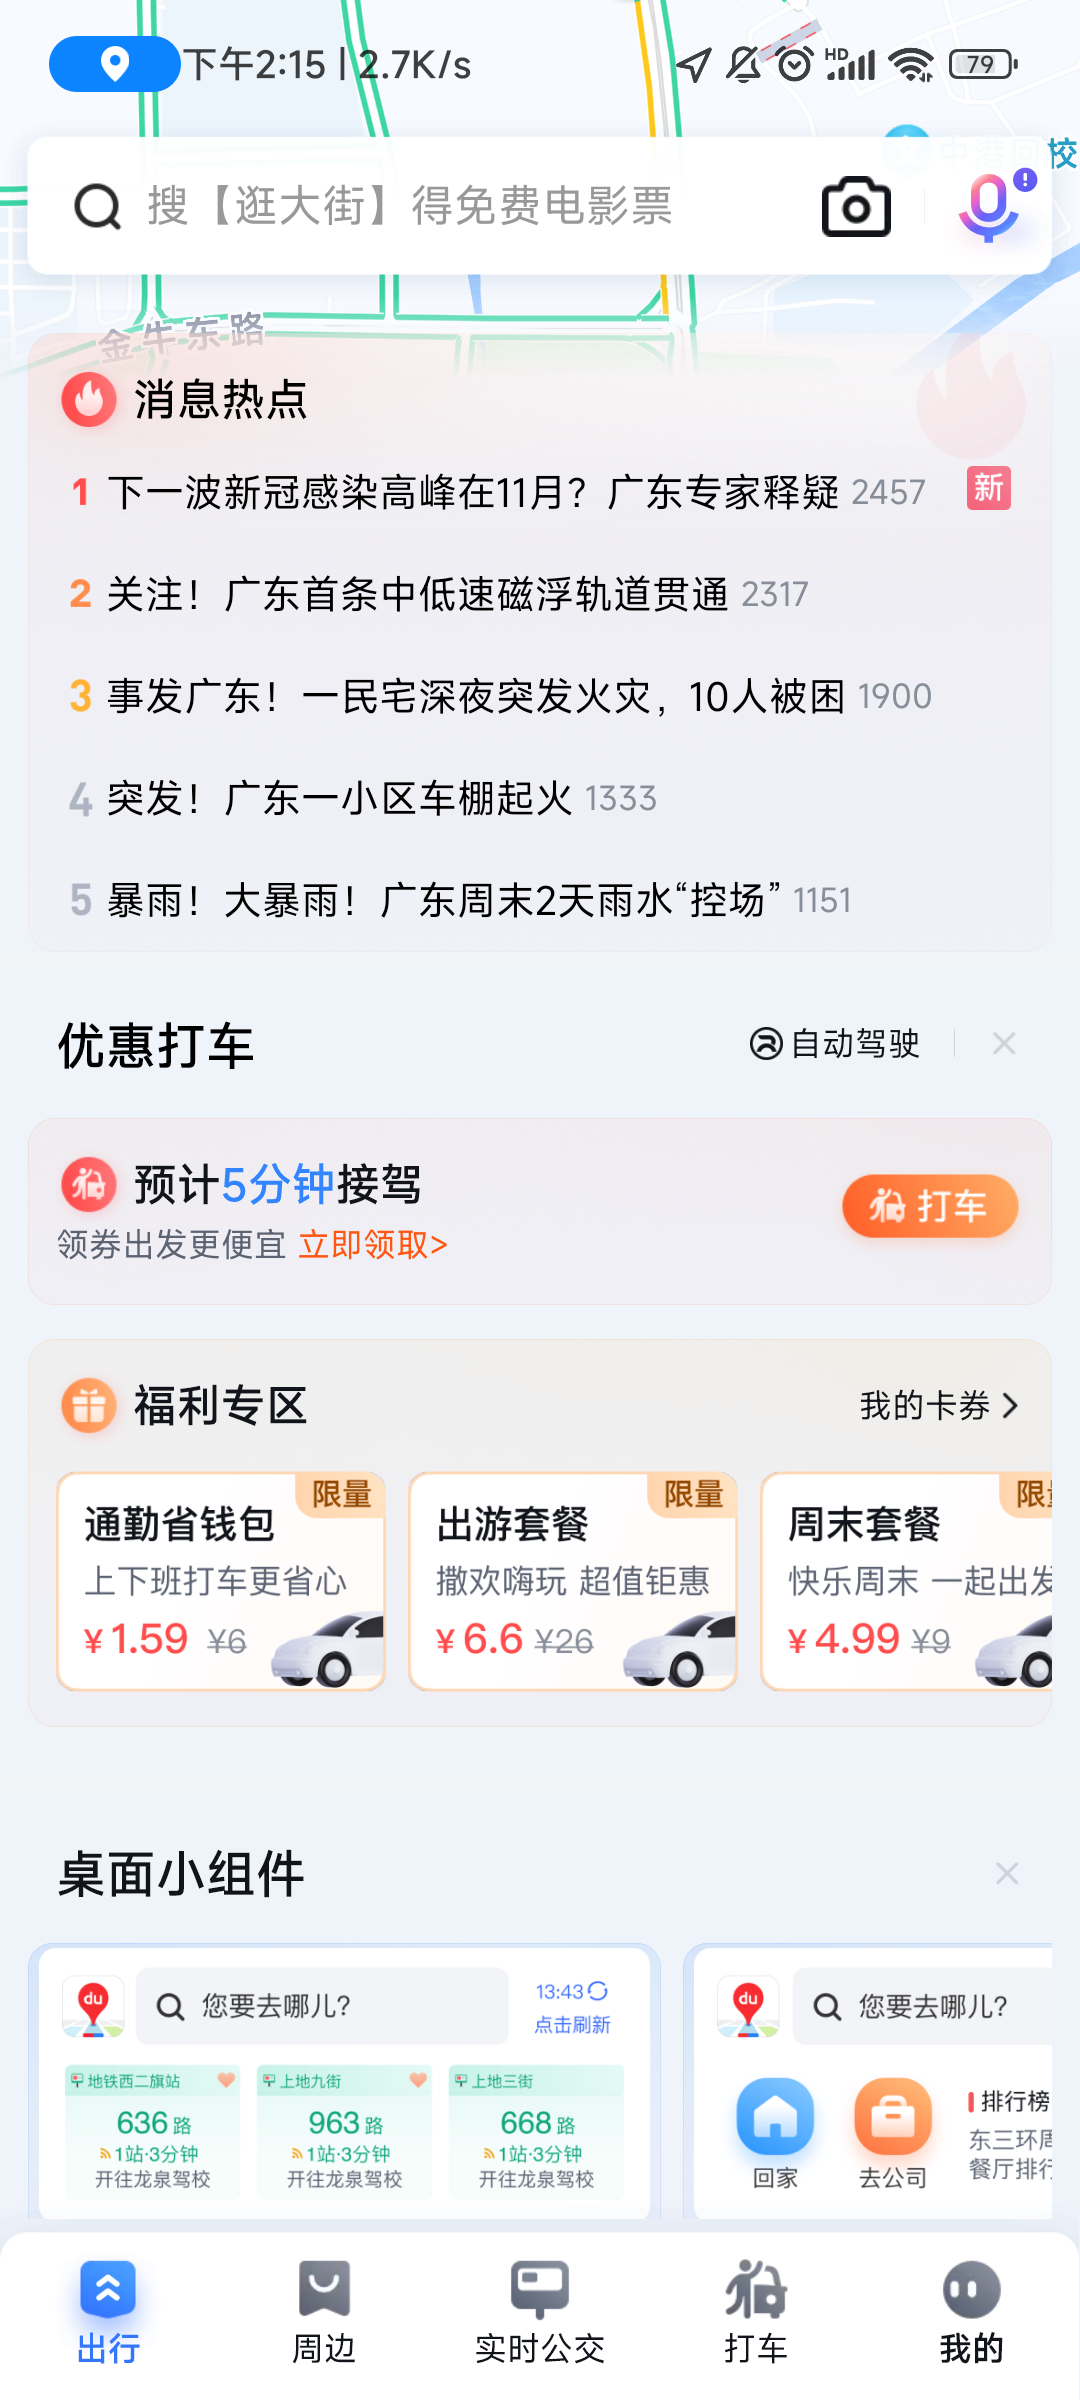 下午2:15 | 2.7K/s
HD
79
校
搜【逛大街】得免费电影票
金牛东路
消息热点
1 下一波新冠感染高峰在11月？广东专家释疑 2457 新
2 关注！广东首条中低速磁浮轨道贯通 2317
3 事发广东！一民宅深夜突发火灾，10人被困 1900
4 突发！广东一小区车棚起火 1333
5 暴雨！大暴雨！广东周末2天雨水“控场” 1151
优惠打车
自动驾驶
预计5分钟接驾
领券出发更便宜 立即领取>
打车
福利专区
我的卡券
限量
通勤省钱包
上下班打车更省心
¥1.59 ¥6
限量
出游套餐
撒欢嗨玩 超值钜惠
¥6.6 ¥26
限量
周末套餐
快乐周末 一起出发
¥4.99 ¥9
桌面小组件
du
您要去哪儿?
13:43
点击刷新
地铁西二旗站
636 路
1站·3分钟
开往龙泉驾校
上地九街
963 路
1站·3分钟
开往龙泉驾校
上地三街
668 路
1站·3分钟
开往龙泉驾校
du
您要去哪儿?
回家
去公司
排行榜
东三环周
餐厅排行
出行
周边
实时公交
打车
我的